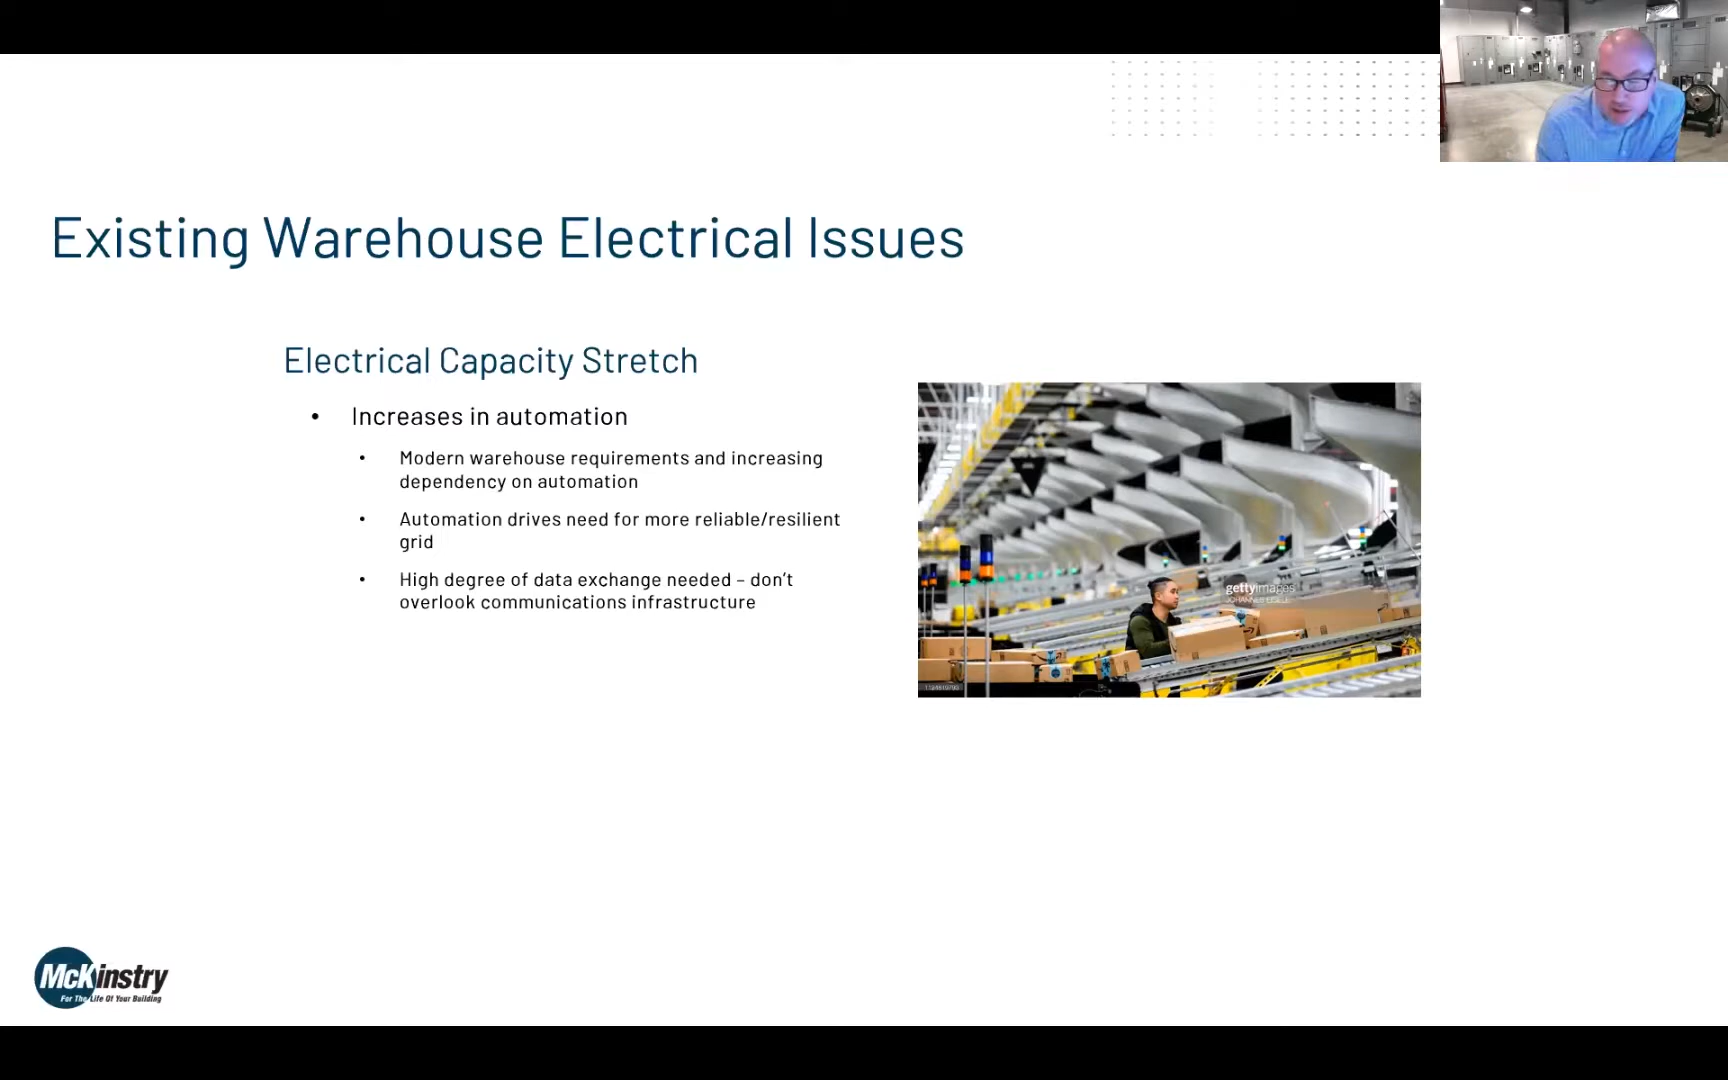 Existing Warehouse Electrical Issues
Electrical Capacity Stretch
• Increases in automation
• Modern warehouse requirements and increasing
dependency on automation
• Automation drives need for more reliable/resilient
grid
• High degree of data exchange needed – don't
overlook communications infrastructure
gettyimages
JOHANNES EISELE
McKinstry
For The Life Of Your Building